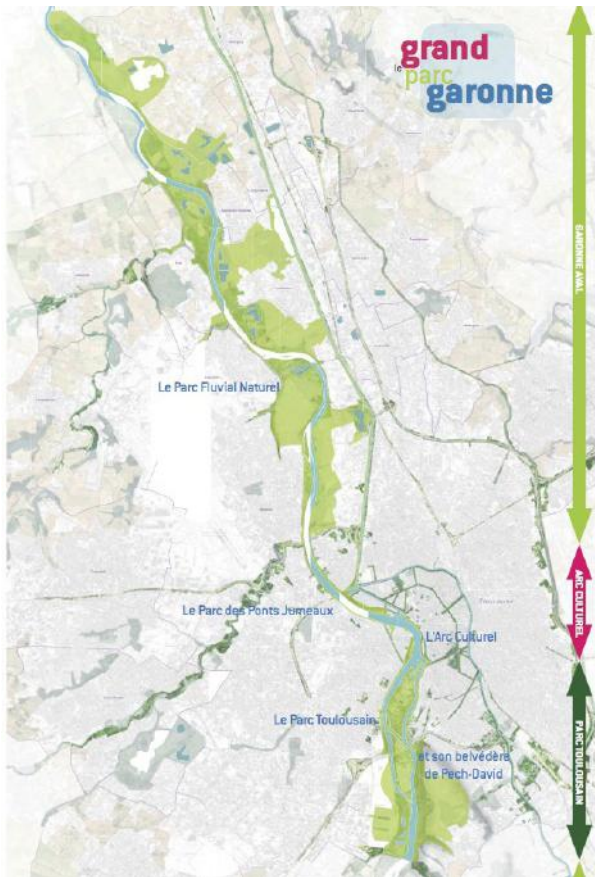 le grand
parc
garonne
GARONNE AVAL
Le Parc Fluvial Naturel
ARC CULTUREL
Le Parc des Ponts Jumeaux
L'Arc Culturel
Le Parc Toulousain
PARC TOULOUSAIN
et son belvédère
de Pech-David